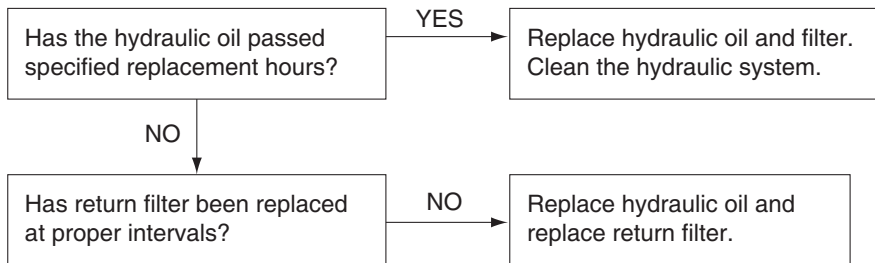 Has the hydraulic oil passed
specified replacement hours?
YES
Replace hydraulic oil and filter.
Clean the hydraulic system.
NO
Has return filter been replaced
at proper intervals?
NO
Replace hydraulic oil and
replace return filter.